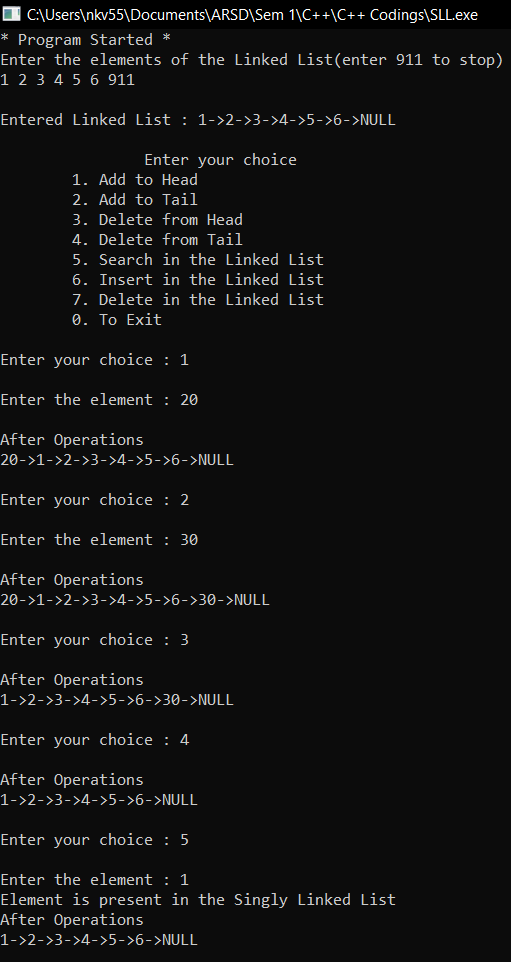 C:\Users\nkv55\Documents\ARSD\Sem 1\C++\C++ Codings\SLL.exe
* Program Started *
Enter the elements of the Linked List(enter 911 to stop)
1 2 3 4 5 6 911
Entered Linked List : 1->2->3->4->5->6->NULL
Enter your choice
1. Add to Head
2. Add to Tail
3. Delete from Head
4. Delete from Tail
5. Search in the Linked List
6. Insert in the Linked List
7. Delete in the Linked List
0. To Exit
Enter your choice : 1
Enter the element : 20
After Operations
20->1->2->3->4->5->6->NULL
Enter your choice : 2
Enter the element : 30
After Operations
20->1->2->3->4->5->6->30->NULL
Enter your choice : 3
After Operations
1->2->3->4->5->6->30->NULL
Enter your choice : 4
After Operations
1->2->3->4->5->6->NULL
Enter your choice : 5
Enter the element : 1
Element is present in the Singly Linked List
After Operations
1->2->3->4->5->6->NULL